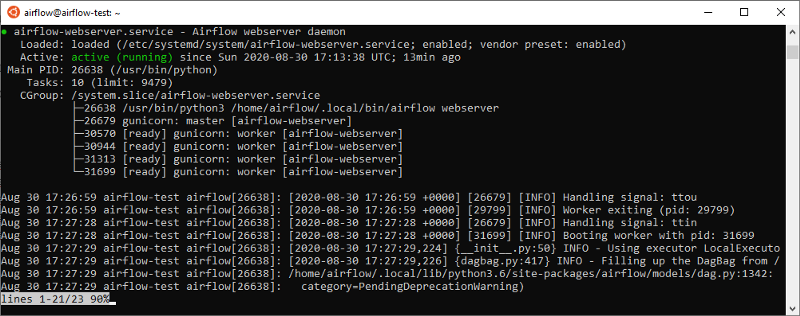 airflow@airflow-test: ~
● airflow-webserver.service - Airflow webserver daemon
   Loaded: loaded (/etc/systemd/system/airflow-webserver.service; enabled; vendor preset: enabled)
   Active: active (running) since Sun 2020-08-30 17:13:38 UTC; 13min ago
 Main PID: 26638 (/usr/bin/python)
    Tasks: 10 (limit: 9479)
   CGroup: /system.slice/airflow-webserver.service
           ├─26638 /usr/bin/python3 /home/airflow/.local/bin/airflow webserver
           ├─26679 gunicorn: master [airflow-webserver]
           ├─30570 [ready] gunicorn: worker [airflow-webserver]
           ├─30944 [ready] gunicorn: worker [airflow-webserver]
           ├─31313 [ready] gunicorn: worker [airflow-webserver]
           └─31699 [ready] gunicorn: worker [airflow-webserver]
Aug 30 17:26:59 airflow-test airflow[26638]: [2020-08-30 17:26:59 +0000] [26679] [INFO] Handling signal: ttou
Aug 30 17:26:59 airflow-test airflow[26638]: [2020-08-30 17:26:59 +0000] [29799] [INFO] Worker exiting (pid: 29799)
Aug 30 17:27:28 airflow-test airflow[26638]: [2020-08-30 17:27:28 +0000] [26679] [INFO] Handling signal: ttin
Aug 30 17:27:28 airflow-test airflow[26638]: [2020-08-30 17:27:28 +0000] [31699] [INFO] Booting worker with pid: 31699
Aug 30 17:27:29 airflow-test airflow[26638]: [2020-08-30 17:27:29,224] {__init__.py:50} INFO - Using executor LocalExecuto
Aug 30 17:27:29 airflow-test airflow[26638]: [2020-08-30 17:27:29,226] {dagbag.py:417} INFO - Filling up the DagBag from /
Aug 30 17:27:29 airflow-test airflow[26638]: /home/airflow/.local/lib/python3.6/site-packages/airflow/models/dag.py:1342:
Aug 30 17:27:29 airflow-test airflow[26638]:   category=PendingDeprecationWarning)
lines 1-21/23 90%